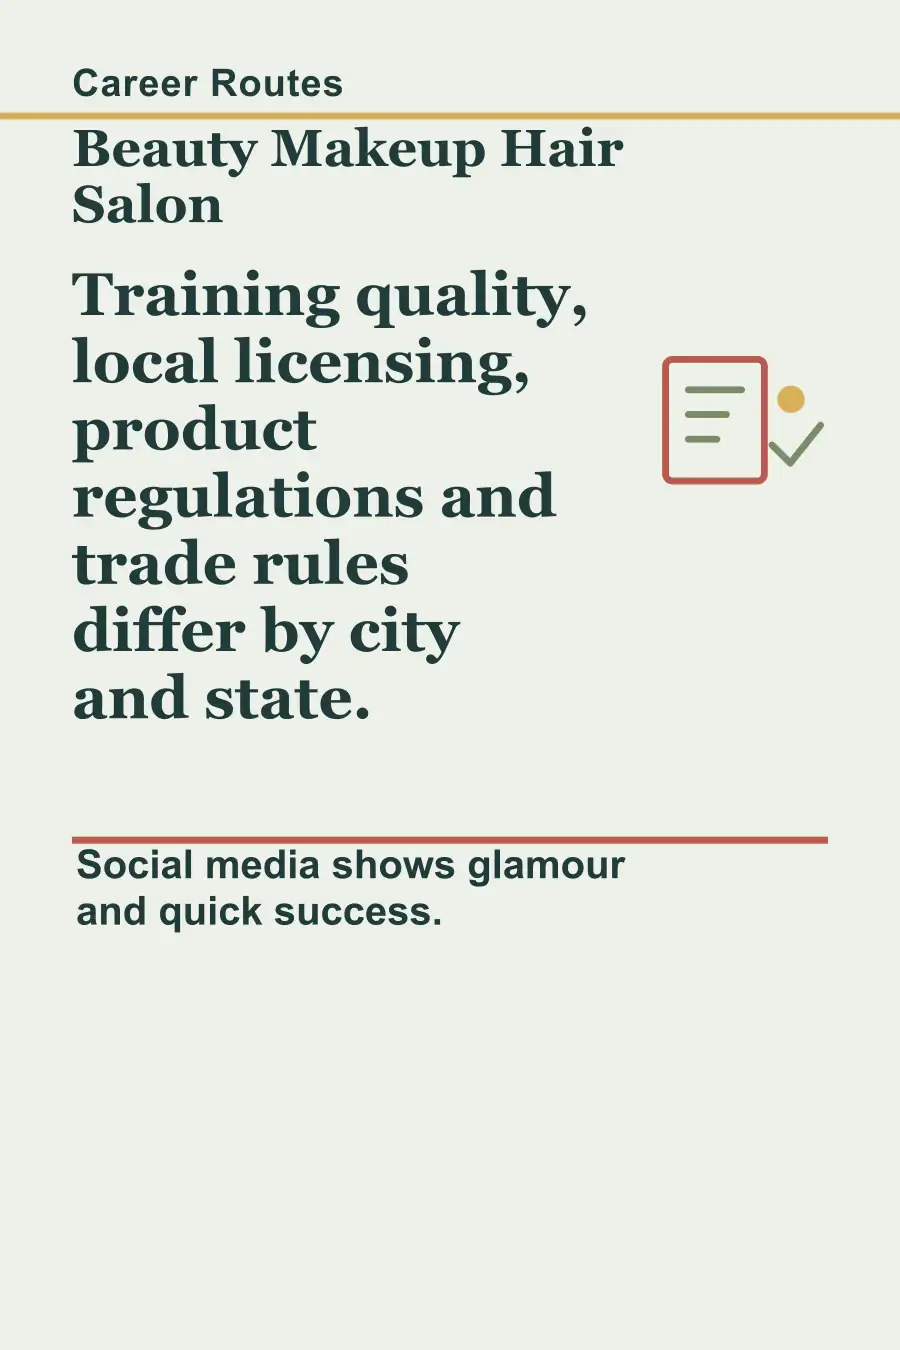 Career Routes
Beauty Makeup Hair
Salon
Training quality,
local licensing,
product
regulations and
trade rules
differ by city
and state.
Social media shows glamour
and quick success.